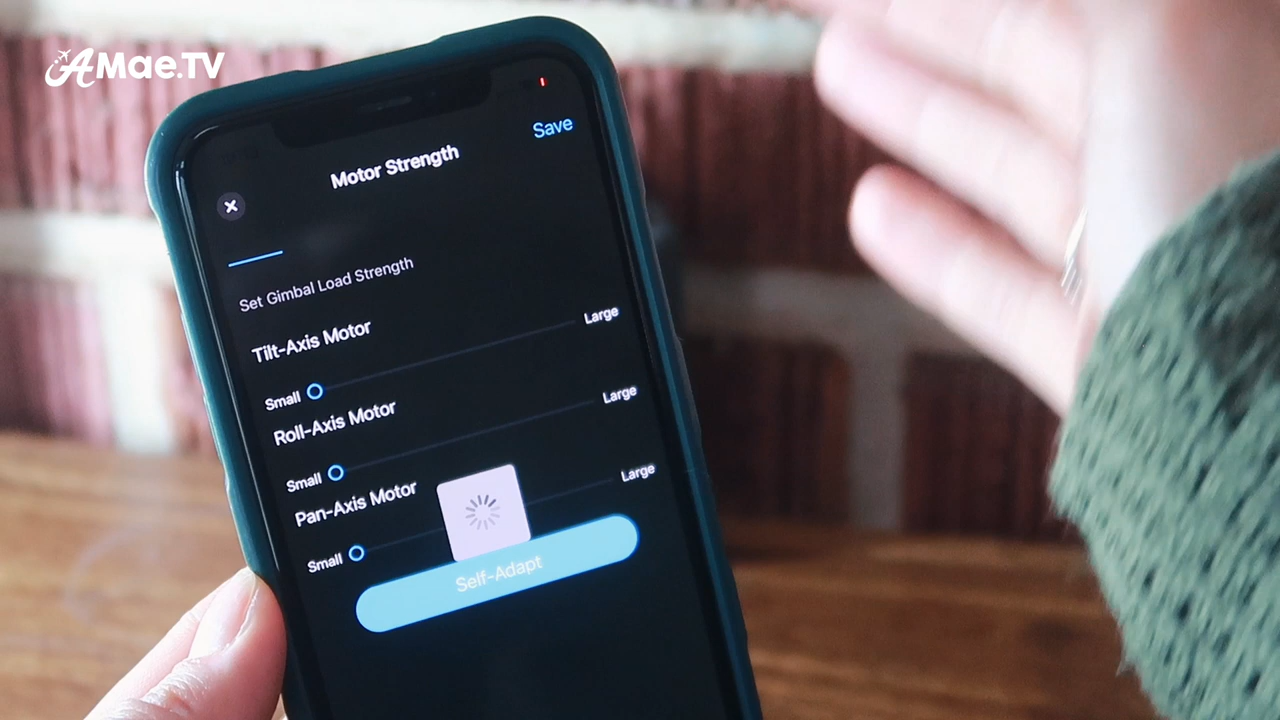 AMae.TV
Save
Motor Strength
Set Gimbal Load Strength
Tilt-Axis Motor
Small
Large
Roll-Axis Motor
Small
Large
Pan-Axis Motor
Small
Large
Self-Adapt